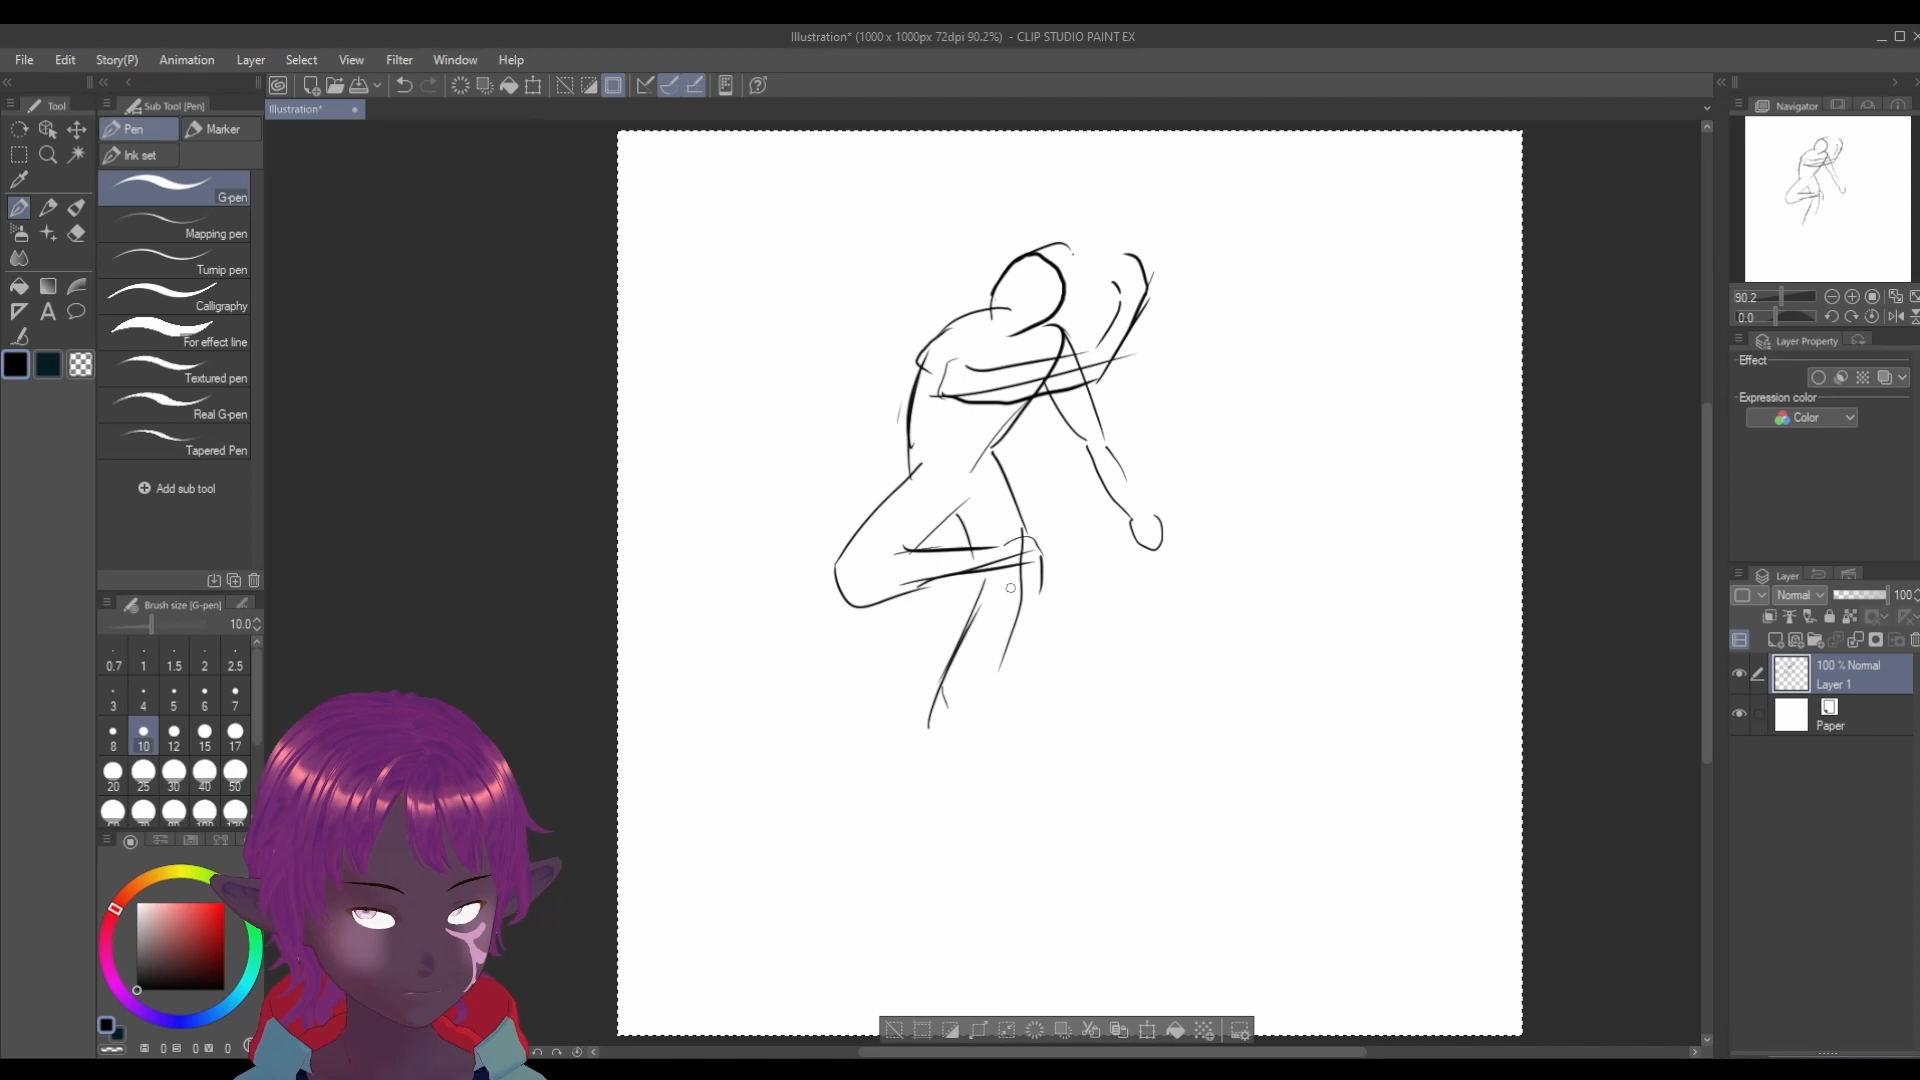 Illustration* (1000 x 1000px 72dpi 90.2%) - CLIP STUDIO PAINT EX
File Edit Story(P) Animation Layer Select View Filter Window Help
Tool
Sub Tool [Pen]
Illustration*
Navigator
Pen
Marker
Ink set
G-pen
Mapping pen
Turnip pen
Calligraphy
For effect line
Textured pen
Real G-pen
Tapered Pen
Add sub tool
Brush size [G-pen]
10.0
0.7 1 1.5 2 2.5
3 4 5 6 7
8 10 12 15 17
20 25 30 40 50
0 0 0
90.2
0.0
Layer Property
Effect
Expression color
Color
Layer
Normal 100
100 % Normal
Layer 1
Paper